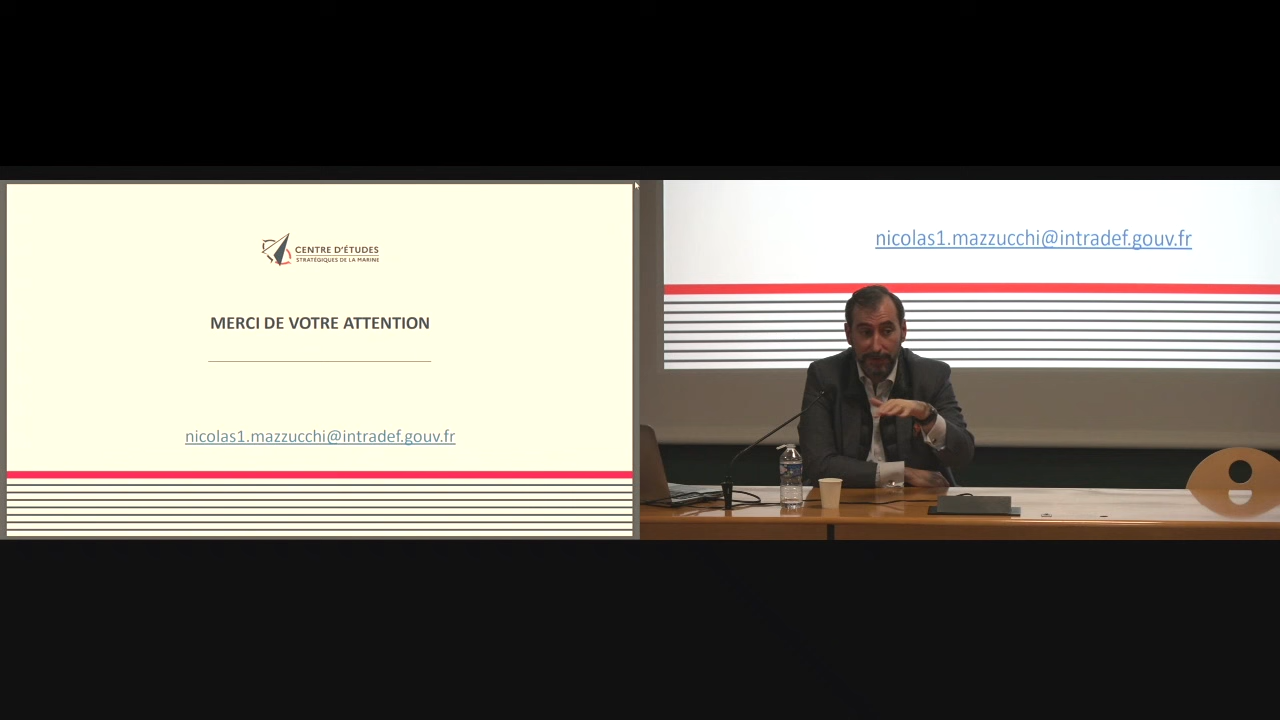 CENTRE D'ÉTUDES
STRATÉGIQUES DE LA MARINE
MERCI DE VOTRE ATTENTION
nicolas1.mazzucchi@intradef.gouv.fr
nicolas1.mazzucchi@intradef.gouv.fr